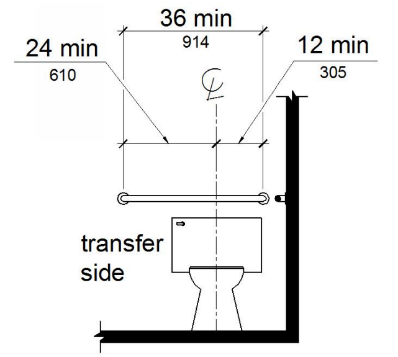 36 min
914
24 min
610
12 min
305
℄
transfer
side